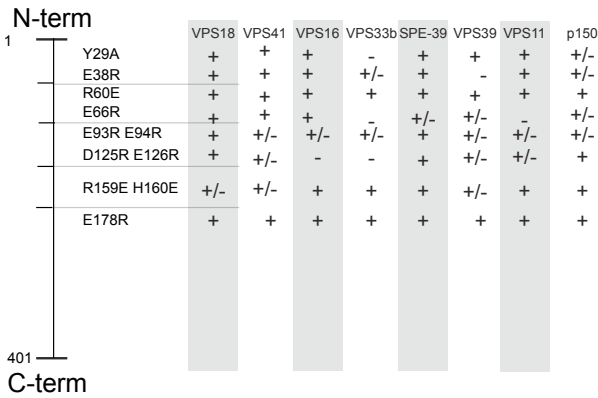 N-term
1
VPS18 VPS41 VPS16 VPS33b SPE-39 VPS39 VPS11 p150
Y29A + + + - + + + +/-
E38R + + + +/- + - + +/-
R60E + + + + + + + +
E66R + + + - +/- +/- - +/-
E93R E94R + +/- +/- +/- + +/- +/- +/-
D125R E126R + +/- - - + +/- +/- +
R159E H160E +/- +/- + + + +/- + +
E178R + + + + + + + +
401
C-term